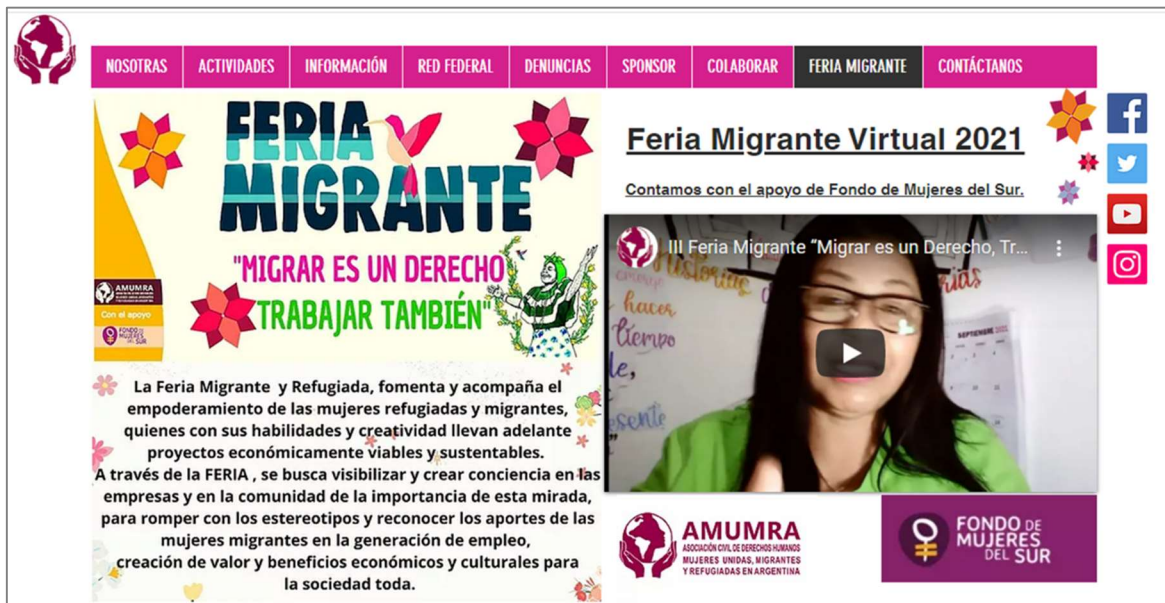 NOSOTRAS
ACTIVIDADES
INFORMACIÓN
RED FEDERAL
DENUNCIAS
SPONSOR
COLABORAR
FERIA MIGRANTE
CONTÁCTANOS
FERIA
MIGRANTE
"MIGRAR ES UN DERECHO
TRABAJAR TAMBIÉN"
AMUMRA
Con el apoyo
FONDO DE
MUJERES
DEL SUR
La Feria Migrante y Refugiada, fomenta y acompaña el
empoderamiento de las mujeres refugiadas y migrantes,
quienes con sus habilidades y creatividad llevan adelante
proyectos económicamente viables y sustentables.
A través de la FERIA , se busca visibilizar y crear conciencia en las
empresas y en la comunidad de la importancia de esta mirada,
para romper con los estereotipos y reconocer los aportes de las
mujeres migrantes en la generación de empleo,
creación de valor y beneficios económicos y culturales para
la sociedad toda.
Feria Migrante Virtual 2021
Contamos con el apoyo de Fondo de Mujeres del Sur.
III Feria Migrante “Migrar es un Derecho, Tr...
Historias
hacer
tiempo
SEPTIEMBRE 2021
AMUMRA
ASOCIACIÓN CIVIL DE DERECHOS HUMANOS
MUJERES UNIDAS, MIGRANTES
Y REFUGIADAS EN ARGENTINA
FONDO DE
MUJERES
DEL SUR